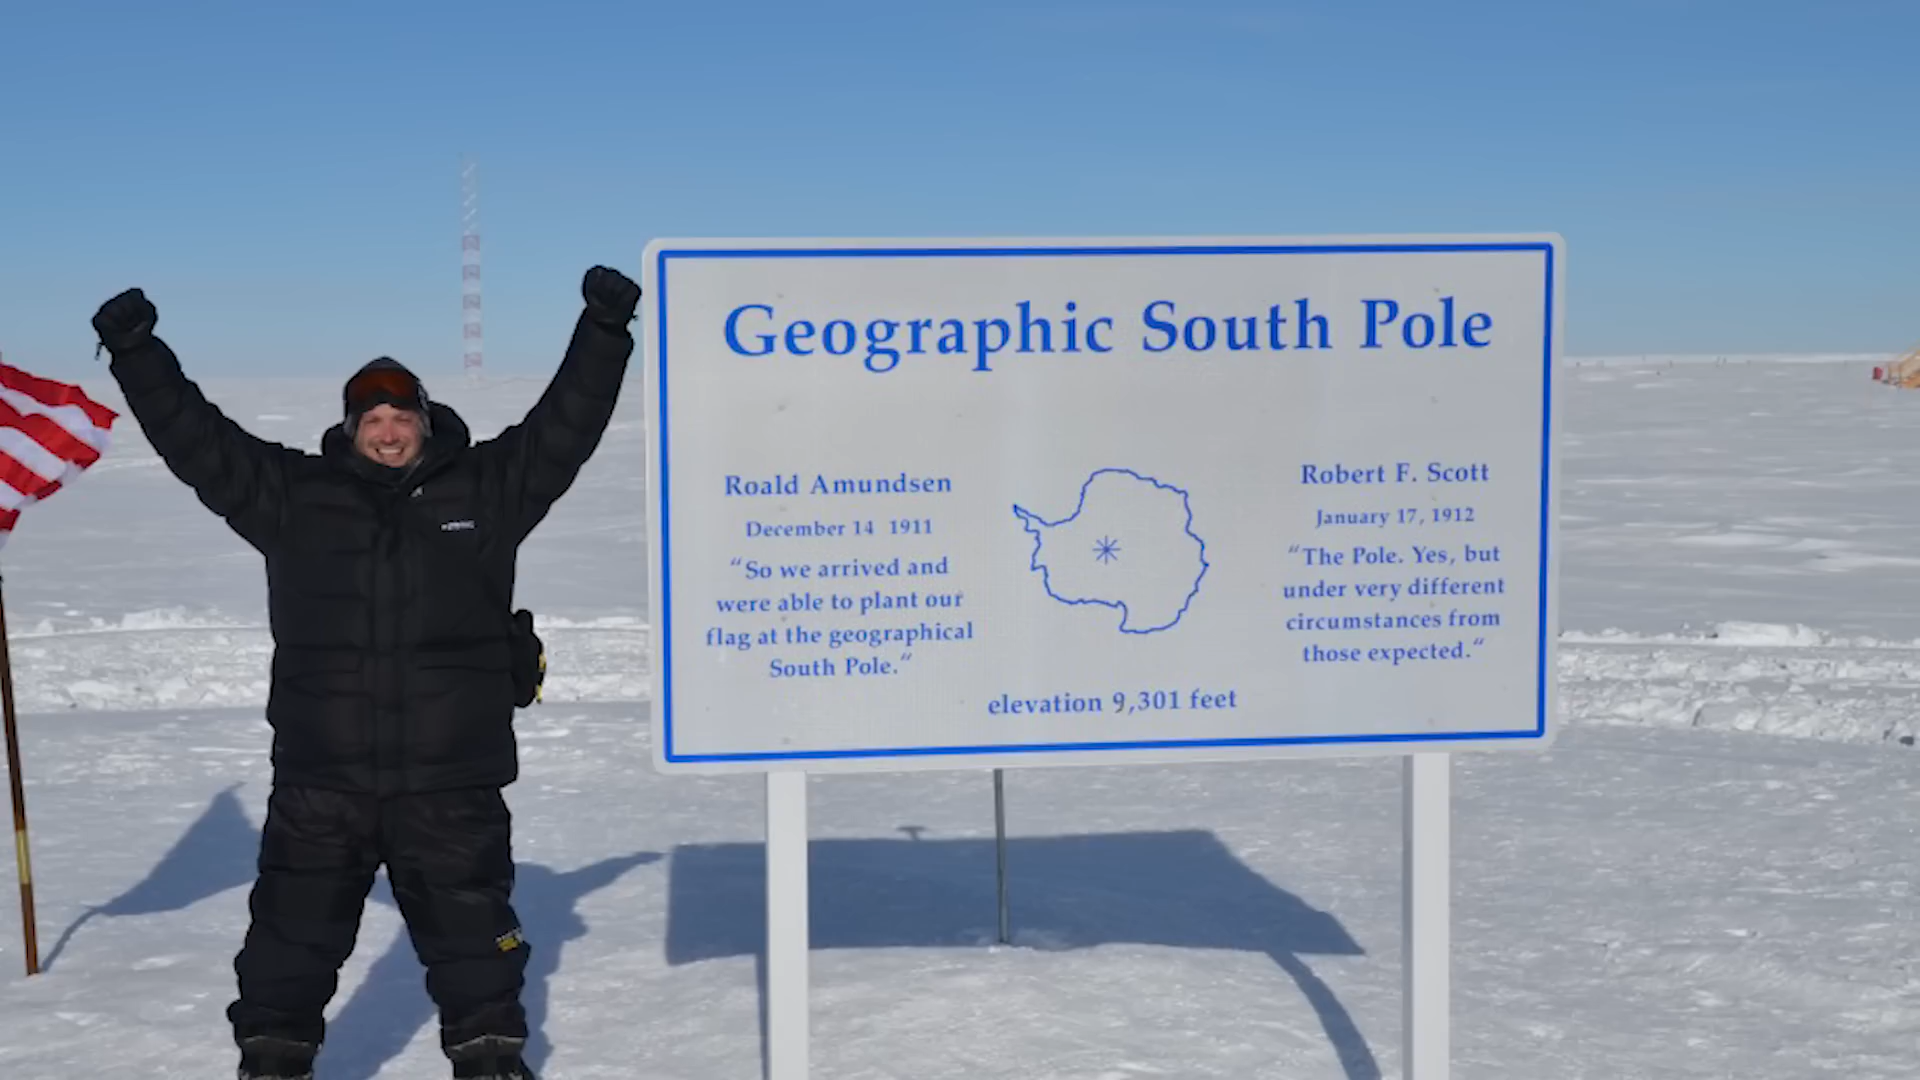 Geographic South Pole
Roald Amundsen
December 14 1911
“So we arrived and
were able to plant our
flag at the geographical
South Pole.“
Robert F. Scott
January 17, 1912
“The Pole. Yes, but
under very different
circumstances from
those expected.“
elevation 9,301 feet